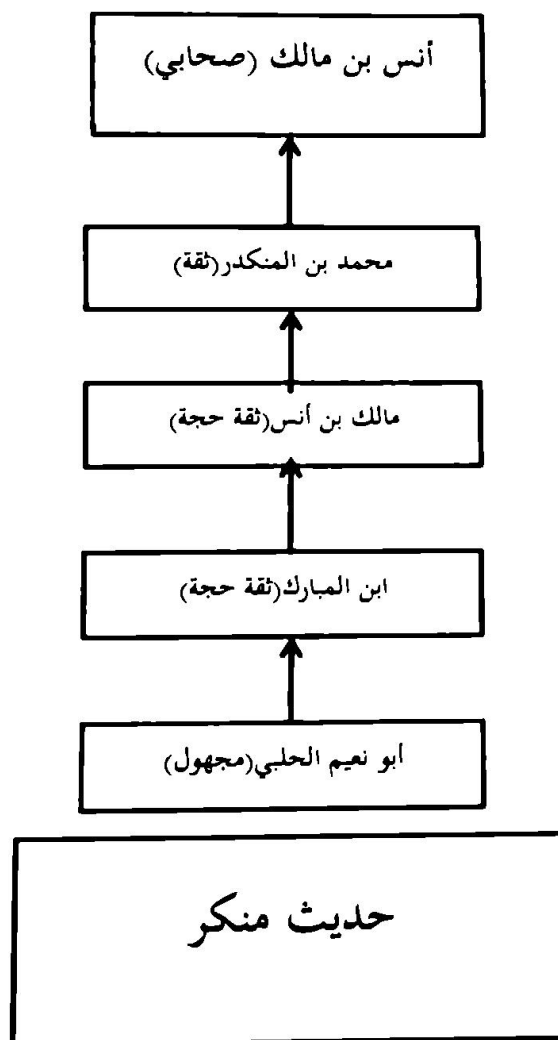 أنس بن مالك (صحابي)
محمد بن المنكدر(ثقة)
مالك بن أنس(ثقة حجة)
ابن المبارك(ثقة حجة)
أبو نعيم الحلبي(مجهول)
حديث منكر